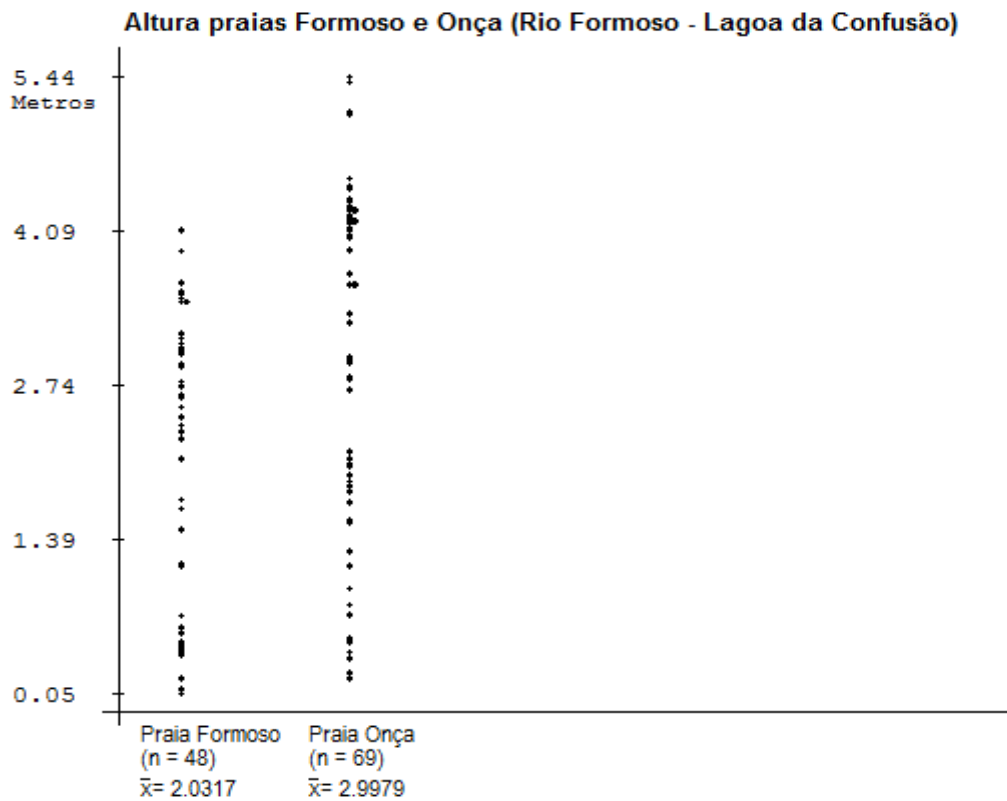 Altura praias Formoso e Onça (Rio Formoso - Lagoa da Confusão)
5.44
Metros
4.09
2.74
1.39
0.05
Praia Formoso
(n = 48)
x̄= 2.0317
Praia Onça
(n = 69)
x̄= 2.9979